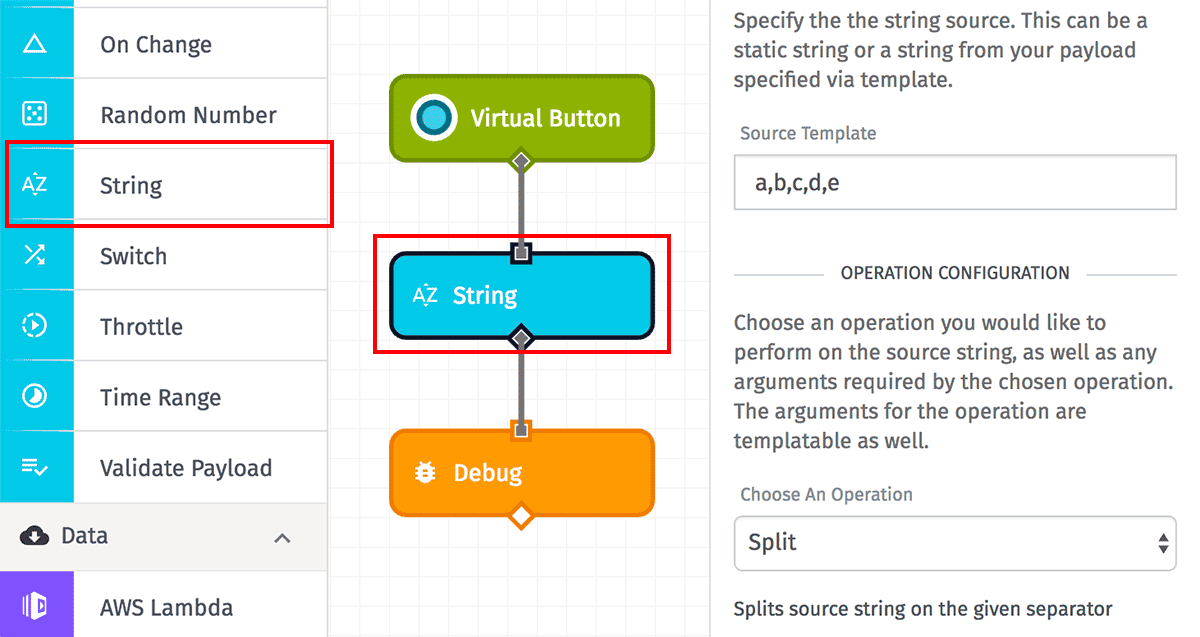 On Change
Random Number
String
Switch
Throttle
Time Range
Validate Payload
Data
AWS Lambda
Virtual Button
AZ String
Debug
Specify the the string source. This can be a
static string or a string from your payload
specified via template.
Source Template
a,b,c,d,e
OPERATION CONFIGURATION
Choose an operation you would like to
perform on the source string, as well as any
arguments required by the chosen operation.
The arguments for the operation are
templatable as well.
Choose An Operation
Split
Splits source string on the given separator